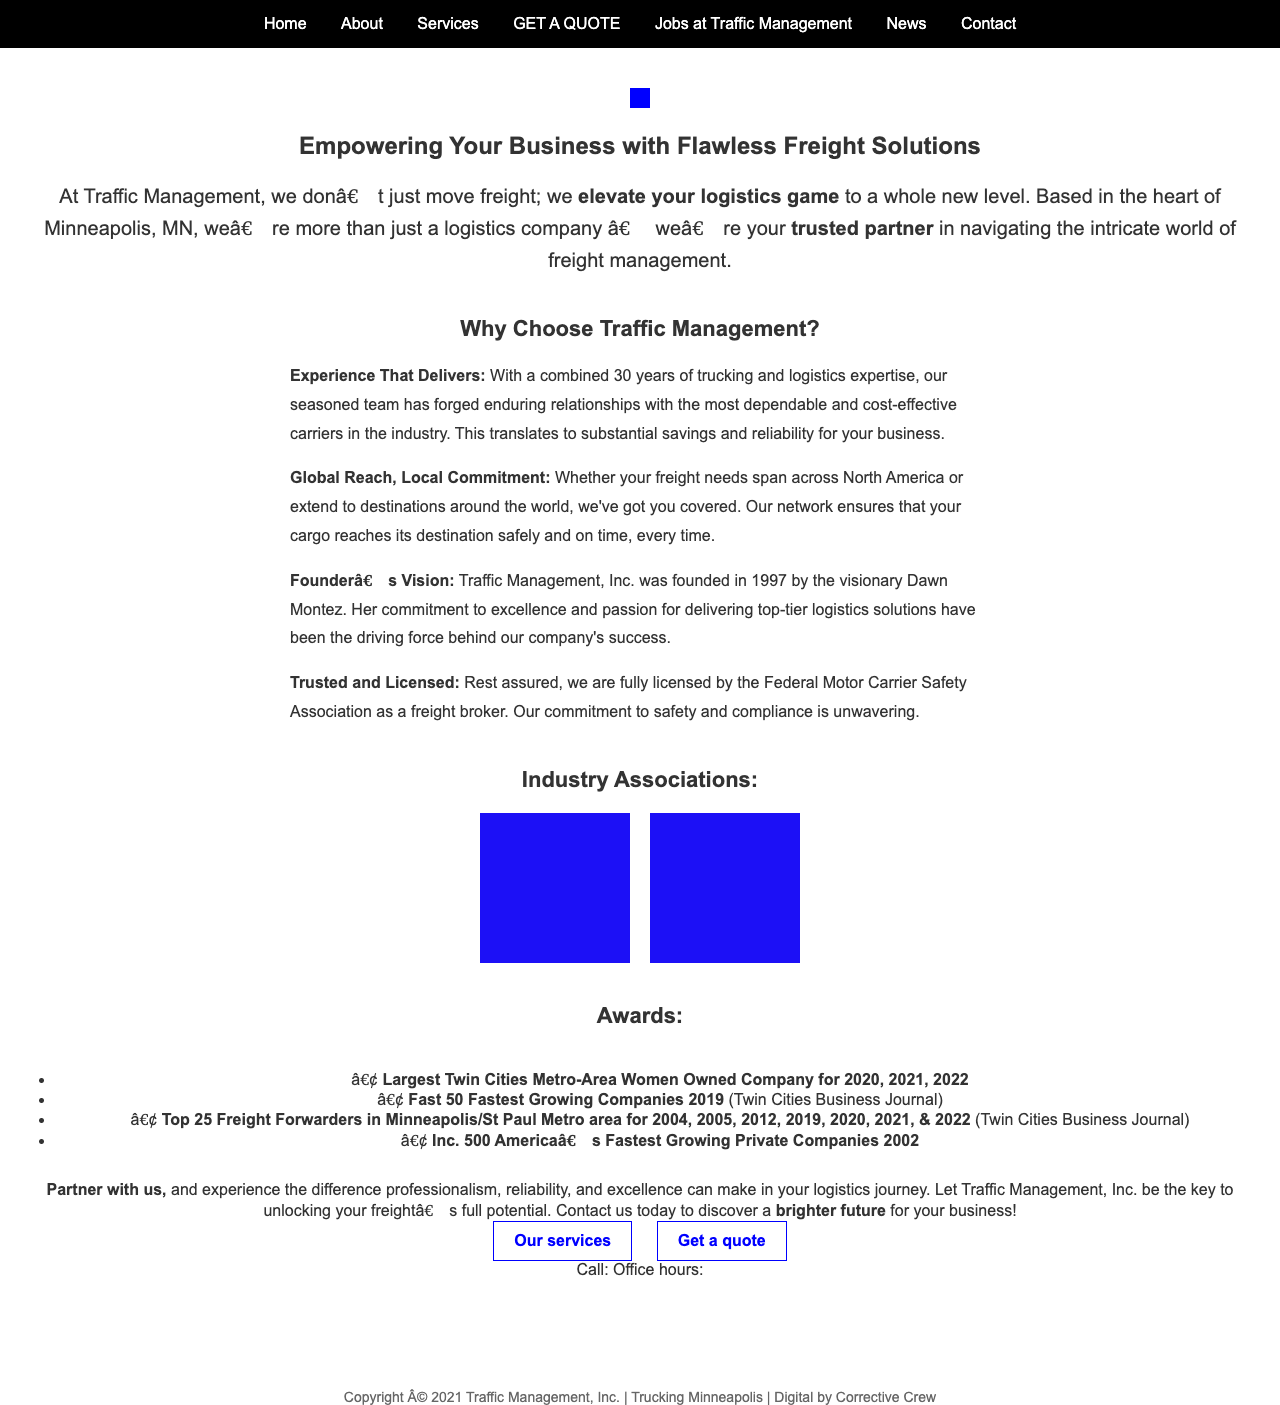 Home About Services GET A QUOTE Jobs at Traffic Management News Contact
Empowering Your Business with Flawless Freight Solutions
At Traffic Management, we donâ€ t just move freight; we elevate your logistics game to a whole new level. Based in the heart of
Minneapolis, MN, weâ€ re more than just a logistics company â€ weâ€ re your trusted partner in navigating the intricate world of
freight management.
Why Choose Traffic Management?
Experience That Delivers: With a combined 30 years of trucking and logistics expertise, our
seasoned team has forged enduring relationships with the most dependable and cost-effective
carriers in the industry. This translates to substantial savings and reliability for your business.
Global Reach, Local Commitment: Whether your freight needs span across North America or
extend to destinations around the world, we've got you covered. Our network ensures that your
cargo reaches its destination safely and on time, every time.
Founderâ€ s Vision: Traffic Management, Inc. was founded in 1997 by the visionary Dawn
Montez. Her commitment to excellence and passion for delivering top-tier logistics solutions have
been the driving force behind our company's success.
Trusted and Licensed: Rest assured, we are fully licensed by the Federal Motor Carrier Safety
Association as a freight broker. Our commitment to safety and compliance is unwavering.
Industry Associations:
Awards:
• â€¢ Largest Twin Cities Metro-Area Women Owned Company for 2020, 2021, 2022
• â€¢ Fast 50 Fastest Growing Companies 2019 (Twin Cities Business Journal)
• â€¢ Top 25 Freight Forwarders in Minneapolis/St Paul Metro area for 2004, 2005, 2012, 2019, 2020, 2021, & 2022 (Twin Cities Business Journal)
• â€¢ Inc. 500 Americaâ€ s Fastest Growing Private Companies 2002
Partner with us, and experience the difference professionalism, reliability, and excellence can make in your logistics journey. Let Traffic Management, Inc. be the key to
unlocking your freightâ€ s full potential. Contact us today to discover a brighter future for your business!
Our services Get a quote
Call: Office hours:
Copyright Â© 2021 Traffic Management, Inc. | Trucking Minneapolis | Digital by Corrective Crew